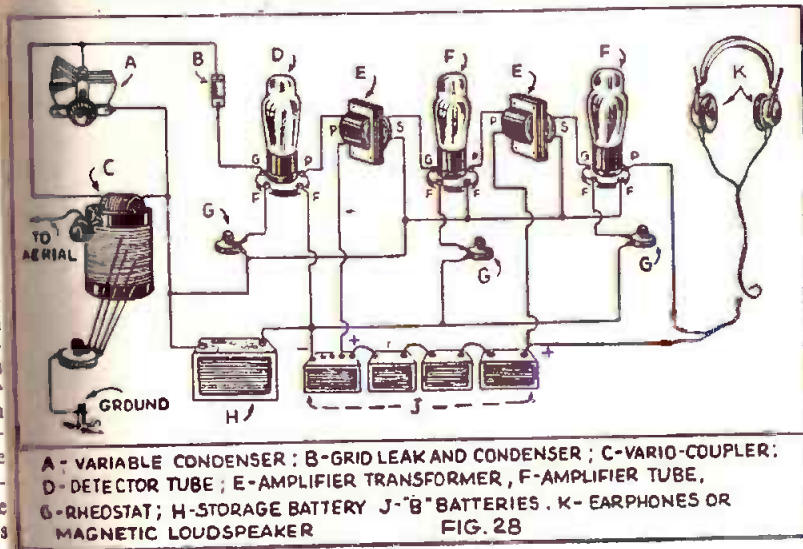 A
B
D
E
F
E
F
K
P
S
P
S
G
P
G
P
G
P
F
F
F
F
F
F
C
G
G
G
TO
AERIAL
GROUND
H
J
+
+
A - VARIABLE CONDENSER; B-GRID LEAK AND CONDENSER; C-VARIO-COUPLER;
D-DETECTOR TUBE; E-AMPLIFIER TRANSFORMER, F-AMPLIFIER TUBE,
G-RHEOSTAT; H-STORAGE BATTERY J-"B" BATTERIES. K- EARPHONES OR
MAGNETIC LOUDSPEAKER FIG. 28